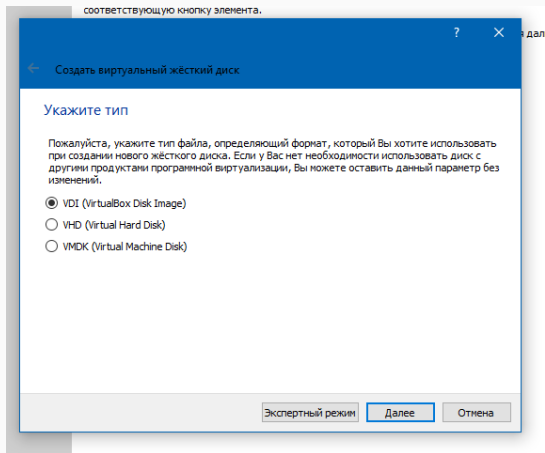 соответствующую кнопку элемента.
? ×
я дал
← Создать виртуальный жёсткий диск
Укажите тип
Пожалуйста, укажите тип файла, определяющий формат, который Вы хотите использовать
при создании нового жёсткого диска. Если у Вас нет необходимости использовать диск с
другими продуктами программной виртуализации, Вы можете оставить данный параметр без
изменений.
VDI (VirtualBox Disk Image)
VHD (Virtual Hard Disk)
VMDK (Virtual Machine Disk)
Экспертный режим Далее Отмена